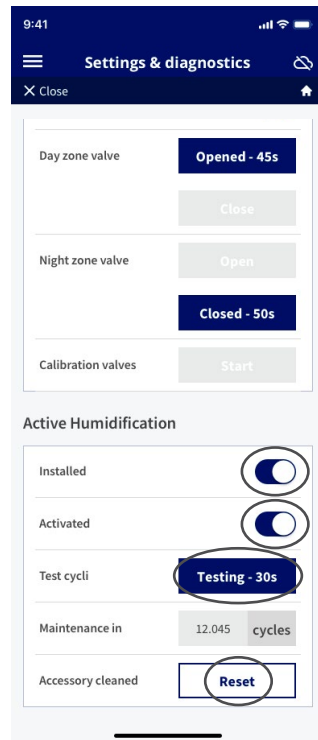 9:41
Settings & diagnostics
Close
Day zone valve
Opened - 45s
Close
Night zone valve
Open
Closed - 50s
Calibration valves
Start
Active Humidification
Installed
Activated
Test cycli
Testing - 30s
Maintenance in
12.045 cycles
Accessory cleaned
Reset